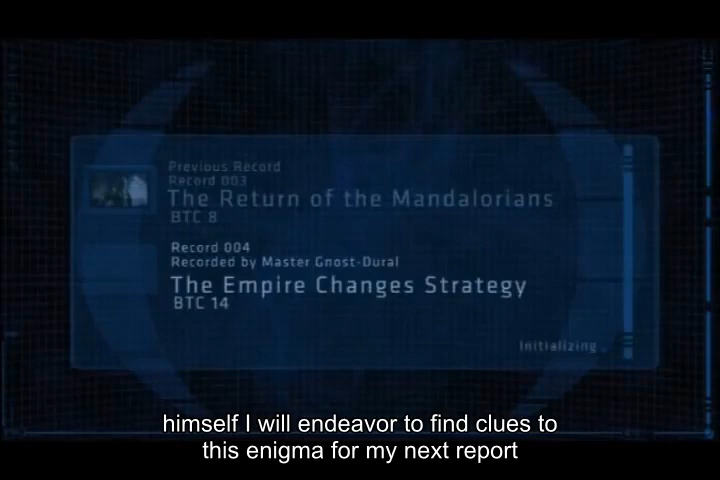 Previous Record
Record 003
The Return of the Mandalorians
BTC 8
Record 004
Recorded by Master Gnost-Dural
The Empire Changes Strategy
BTC 14
Initializing _
himself I will endeavor to find clues to
this enigma for my next report